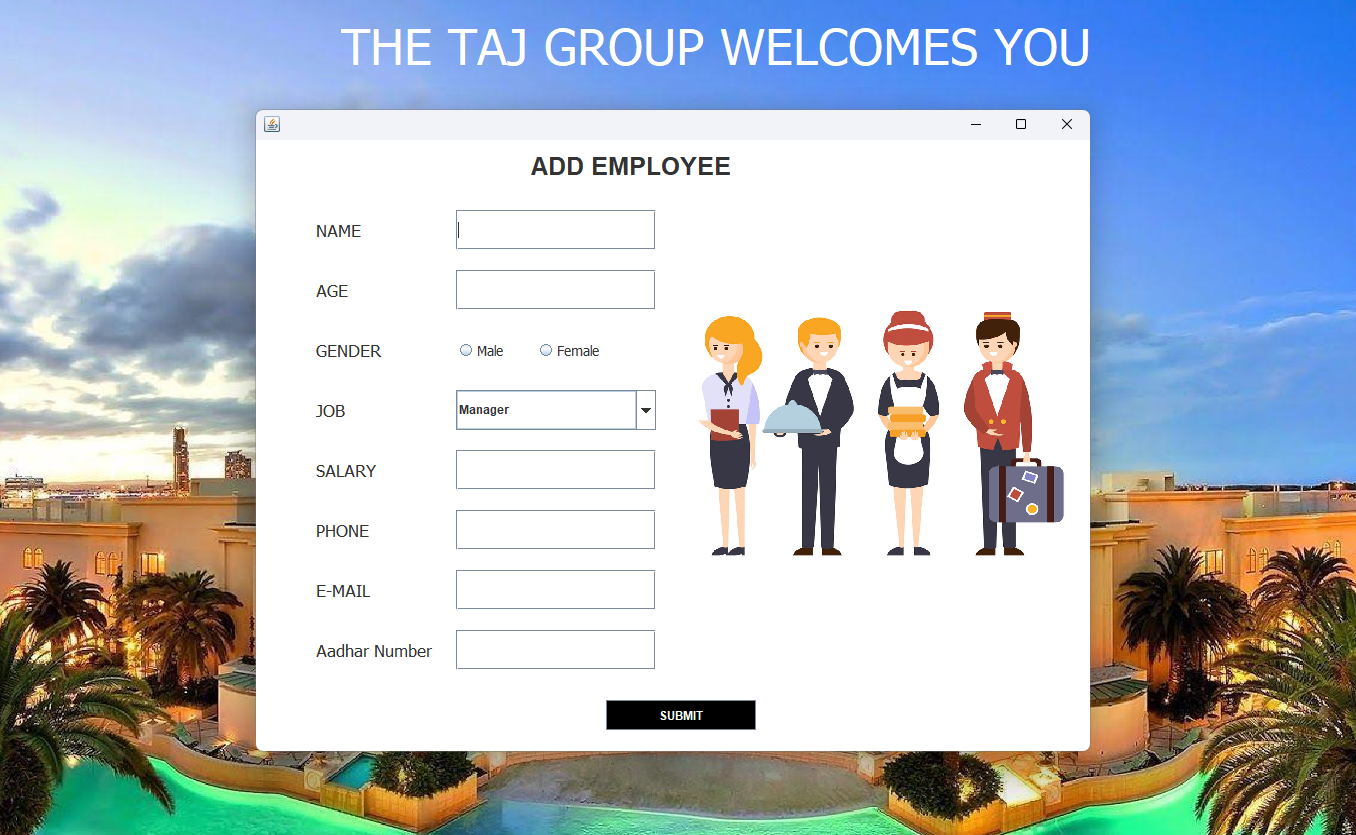 THE TAJ GROUP WELCOMES YOU
ADD EMPLOYEE
NAME
AGE
GENDER Male Female
JOB Manager
SALARY
PHONE
E-MAIL
Aadhar Number
SUBMIT